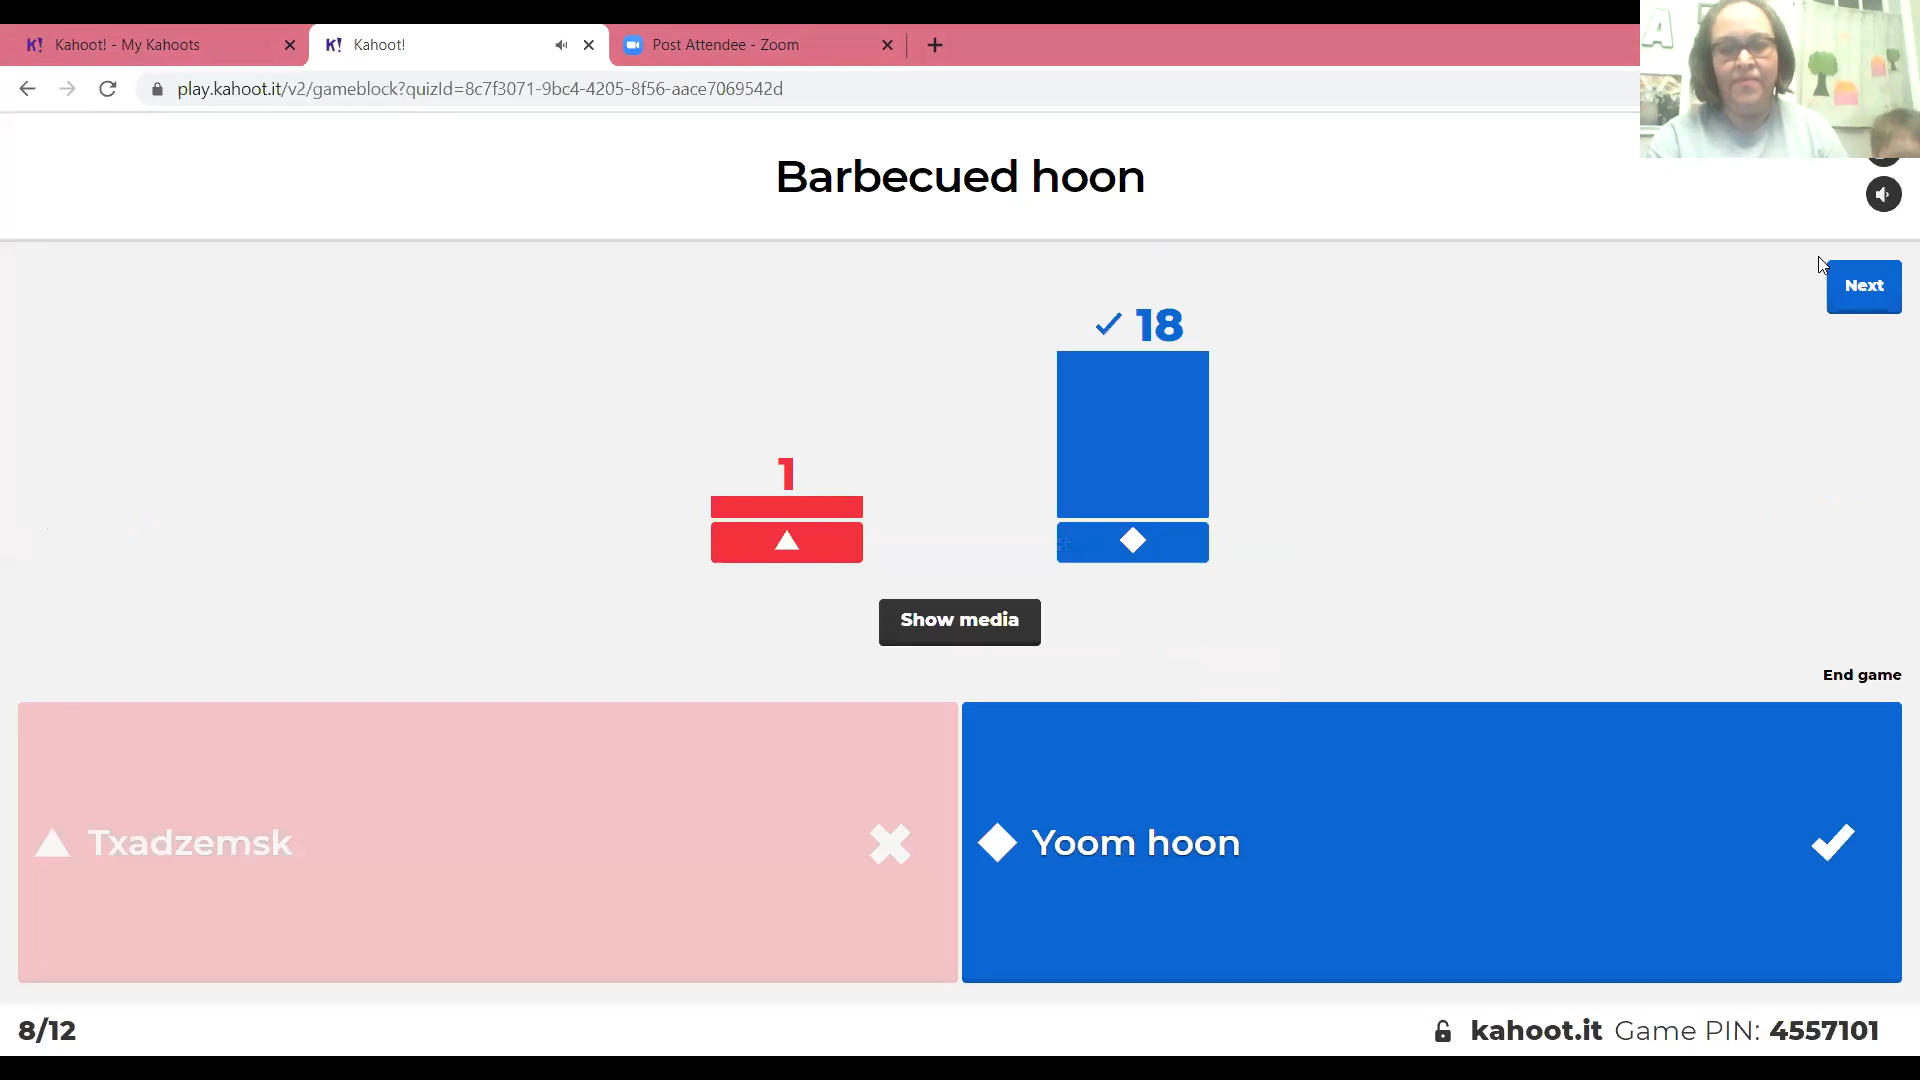 K! Kahoot! - My Kahoots
K! Kahoot!
Post Attendee - Zoom
play.kahoot.it/v2/gameblock?quizId=8c7f3071-9bc4-4205-8f56-aace7069542d
A
Barbecued hoon
Next
18
1
Show media
End game
Txadzemsk
Yoom hoon
8/12
kahoot.it Game PIN: 4557101